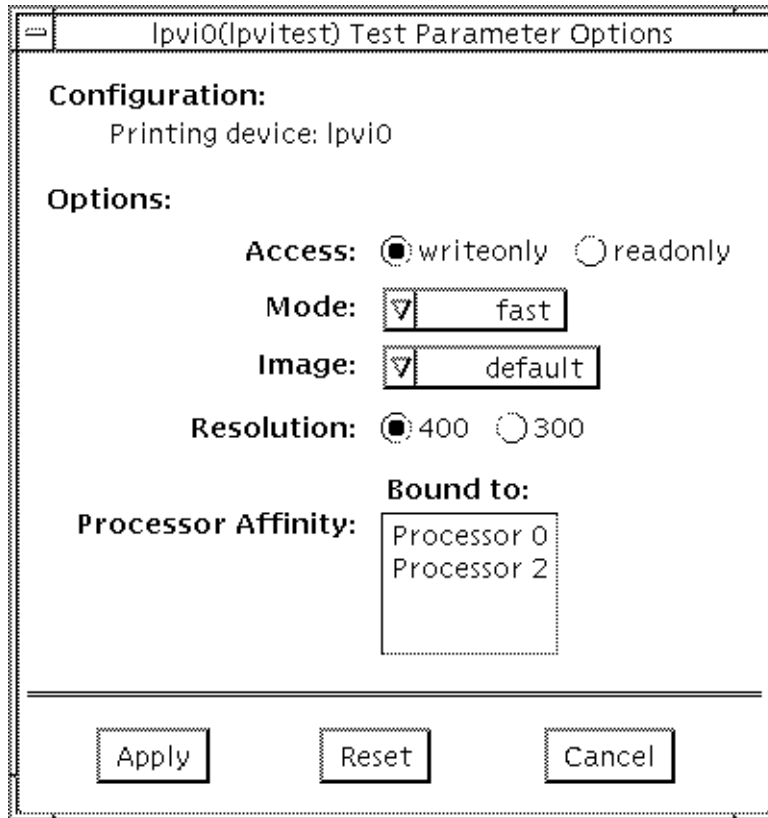 lpvi0(lpvitest) Test Parameter Options
Configuration:
Printing device: lpvi0
Options:
Access: writeonly readonly
Mode: fast
Image: default
Resolution: 400 300
Bound to:
Processor Affinity:
Processor 0
Processor 2
Apply Reset Cancel